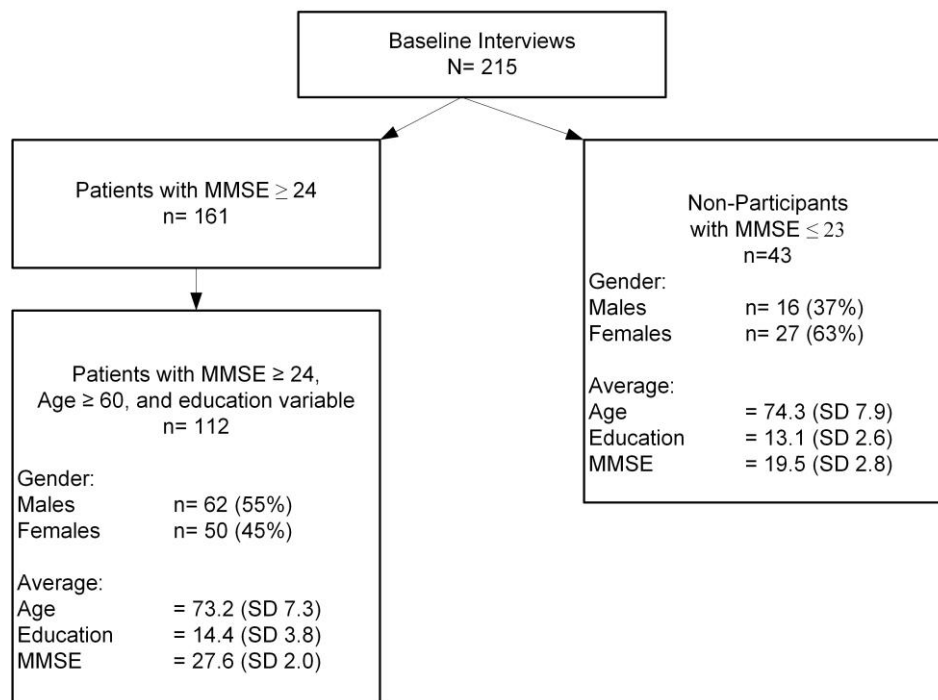 Baseline Interviews
N= 215
Patients with MMSE ≥ 24
n= 161
Non-Participants
with MMSE ≤ 23
n=43
Gender:
Males n= 16 (37%)
Females n= 27 (63%)
Average:
Age = 74.3 (SD 7.9)
Education = 13.1 (SD 2.6)
MMSE = 19.5 (SD 2.8)
Patients with MMSE ≥ 24,
Age ≥ 60, and education variable
n= 112
Gender:
Males n= 62 (55%)
Females n= 50 (45%)
Average:
Age = 73.2 (SD 7.3)
Education = 14.4 (SD 3.8)
MMSE = 27.6 (SD 2.0)